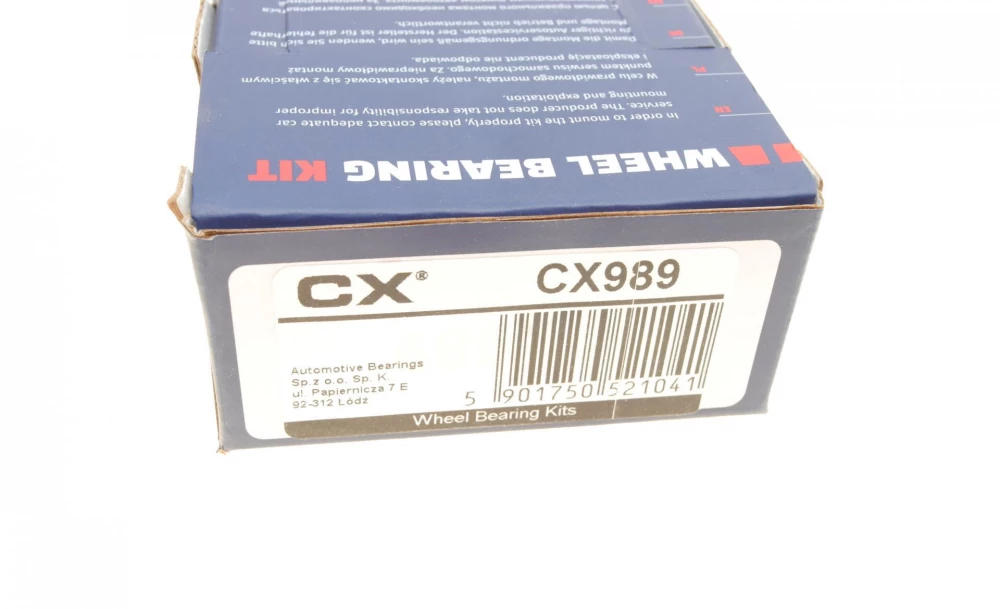 WHEEL BEARING KIT
EN
In order to mount the kit properly, please contact adequate car
service. The producer does not take responsibility for improper
mounting and exploitation.
PL
W celu prawidłowego montażu, należy skontaktować się z właściwym
punktem serwisu samochodowego. Za nieprawidłowy montaż
i eksploatację producent nie odpowiada.
DE
Damit die Montage ordnungsgemäß sein wird, wenden Sie sich bitte
richtiger Autoservicestation. Der Hersteller ist für die fehlerhafte
Montage und Betrieb nicht verantwortlich.
CX®
CX989
Automotive Bearings
Sp.z o.o. Sp. K.
ul. Papiernicza 7 E
92-312 Łódź
5 901750 521041
Wheel Bearing Kits